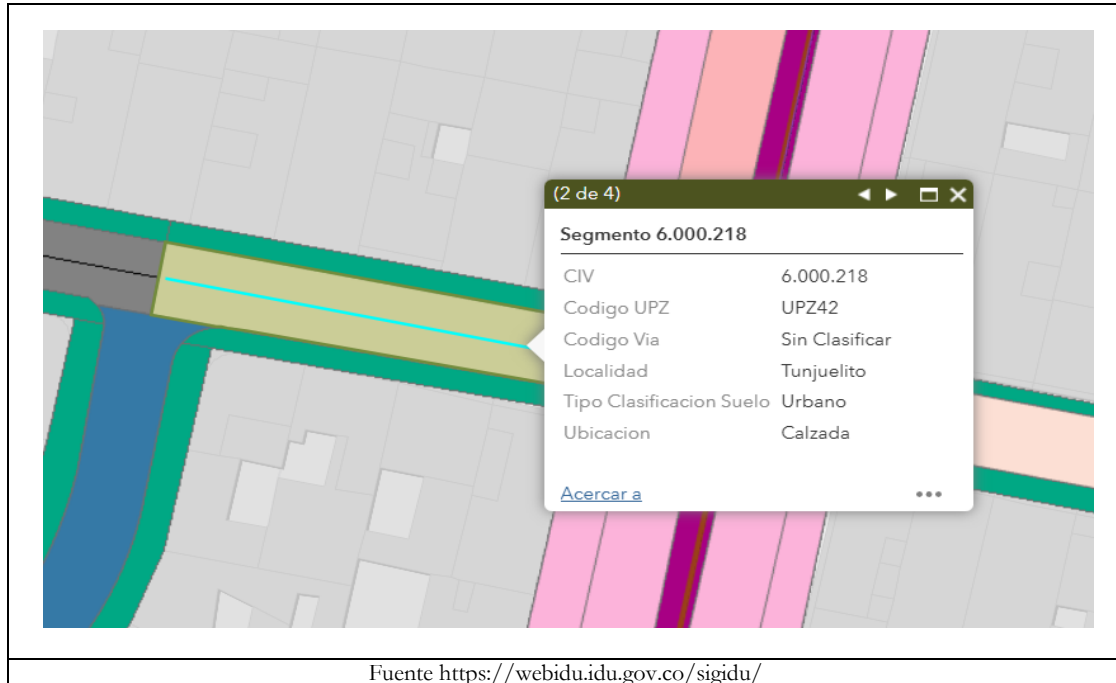 (2 de 4)
Segmento 6.000.218
CIV 6.000.218
Codigo UPZ UPZ42
Codigo Via Sin Clasificar
Localidad Tunjuelito
Tipo Clasificacion Suelo Urbano
Ubicacion Calzada
Acercar a
Fuente https://webidu.idu.gov.co/sigidu/